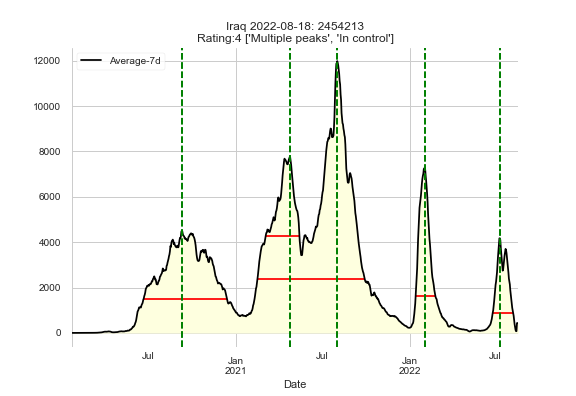 Iraq 2022-08-18: 2454213
Rating:4 ['Multiple peaks', 'In control']
Average-7d
12000
10000
8000
6000
4000
2000
0
Jul
Jan
2021
Jul
Jan
2022
Jul
Date